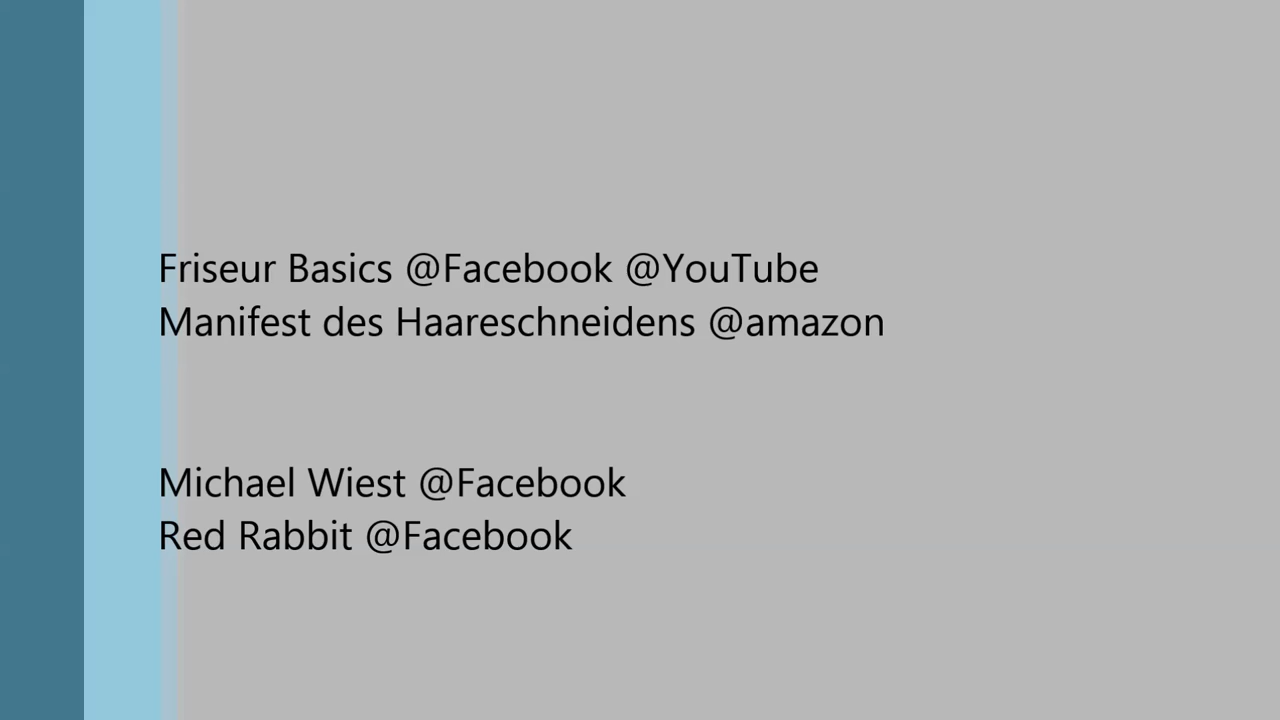 Friseur Basics @Facebook @YouTube
Manifest des Haareschneidens @amazon
Michael Wiest @Facebook
Red Rabbit @Facebook